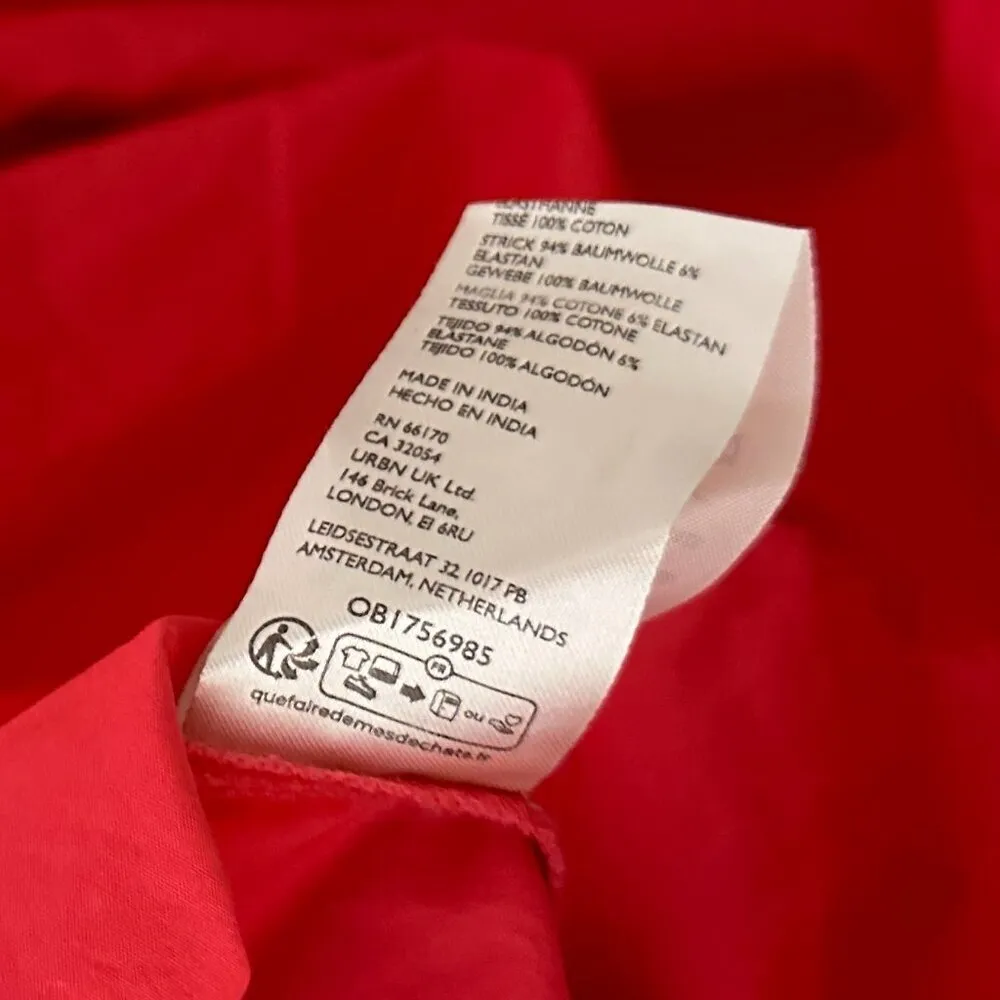 TISSÉ 100% COTON
STRICK 94% BAUMWOLLE 6%
ELASTAN
GEWEBE 100% BAUMWOLLE
MAGLIA 94% COTONE 6% ELASTAN
TESSUTO 100% COTONE
TEJIDO 94% ALGODÓN 6%
ELASTANE
TEJIDO 100% ALGODÓN
MADE IN INDIA
HECHO EN INDIA
RN 66170
CA 32054
URBN UK Ltd.
146 Brick Lane,
LONDON, E1 6RU
LEIDSESTRAAT 32 1017 PB
AMSTERDAM, NETHERLANDS
OB1756985
FR
ou
quefairedemesdechets.fr